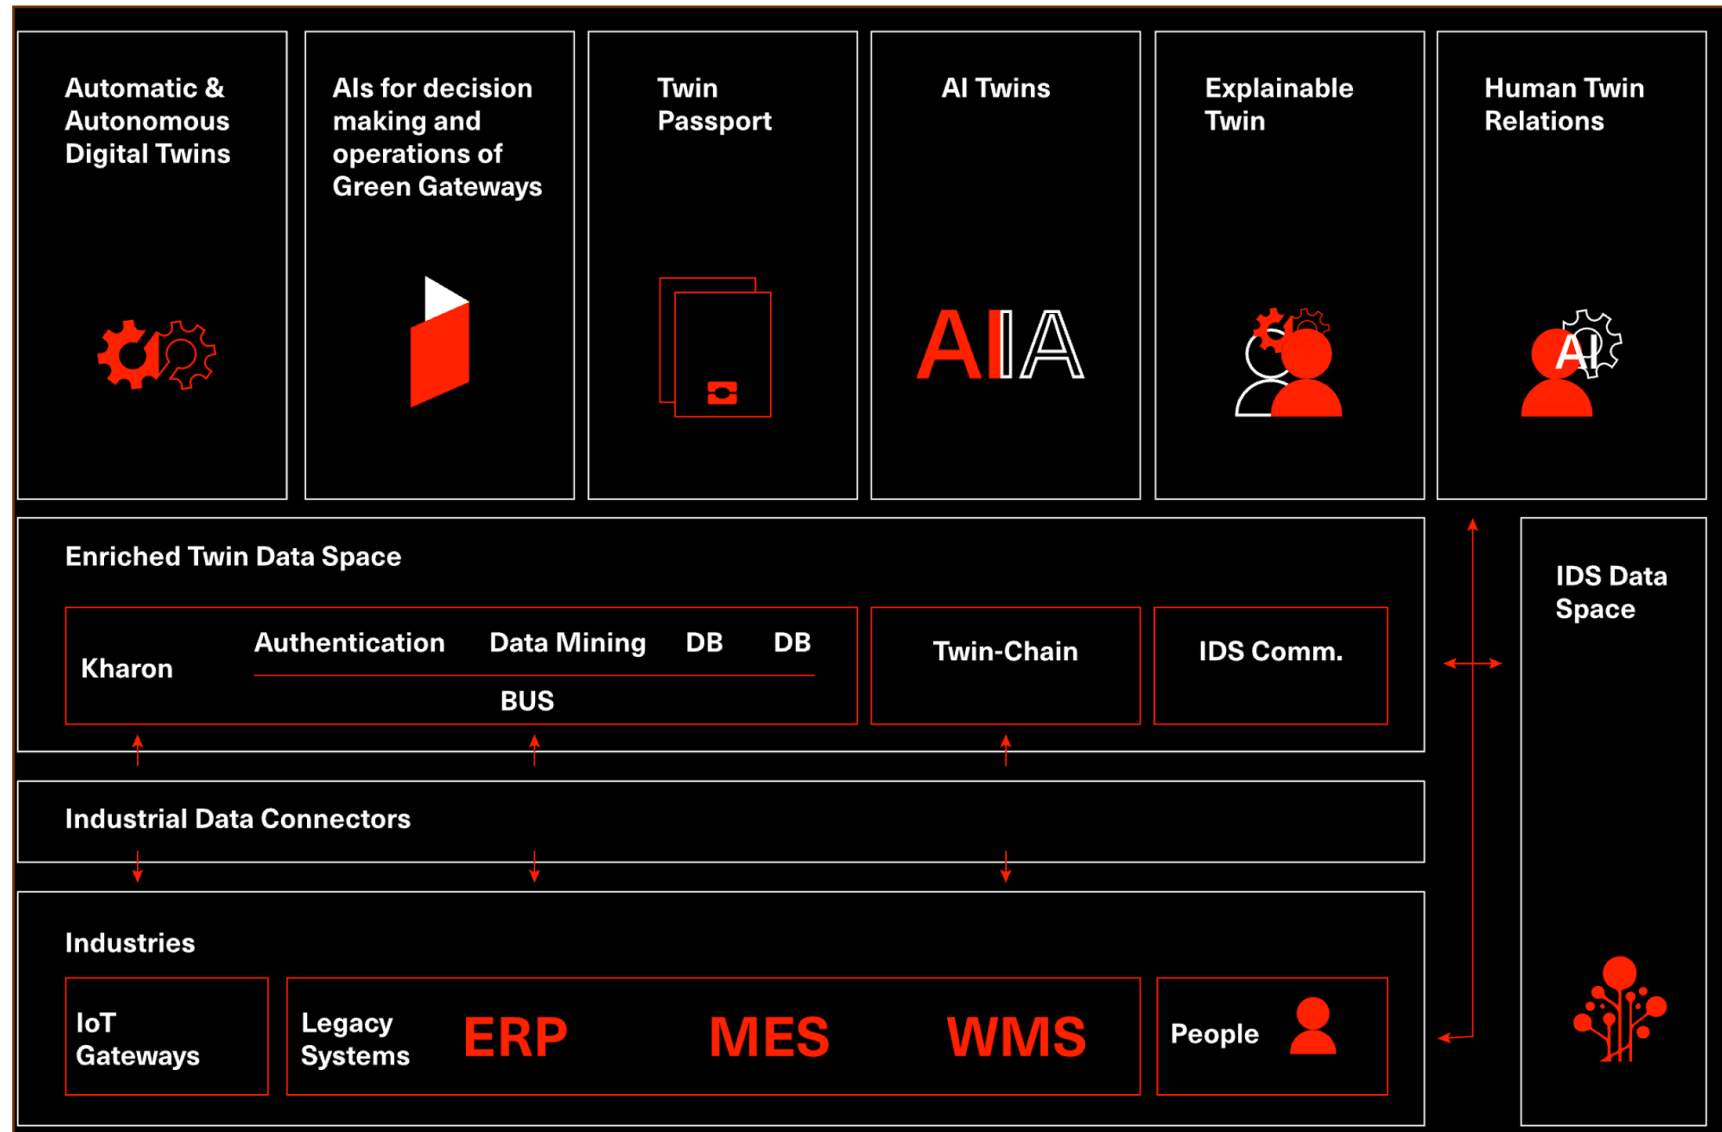 Automatic &
Autonomous
Digital Twins
AIs for decision
making and
operations of
Green Gateways
Twin
Passport
AI Twins
Explainable
Twin
Human Twin
Relations
AIIA
AI
Enriched Twin Data Space
Kharon
Authentication Data Mining DB DB
BUS
Twin-Chain
IDS Comm.
IDS Data
Space
Industrial Data Connectors
Industries
IoT
Gateways
Legacy
Systems
ERP MES WMS
People